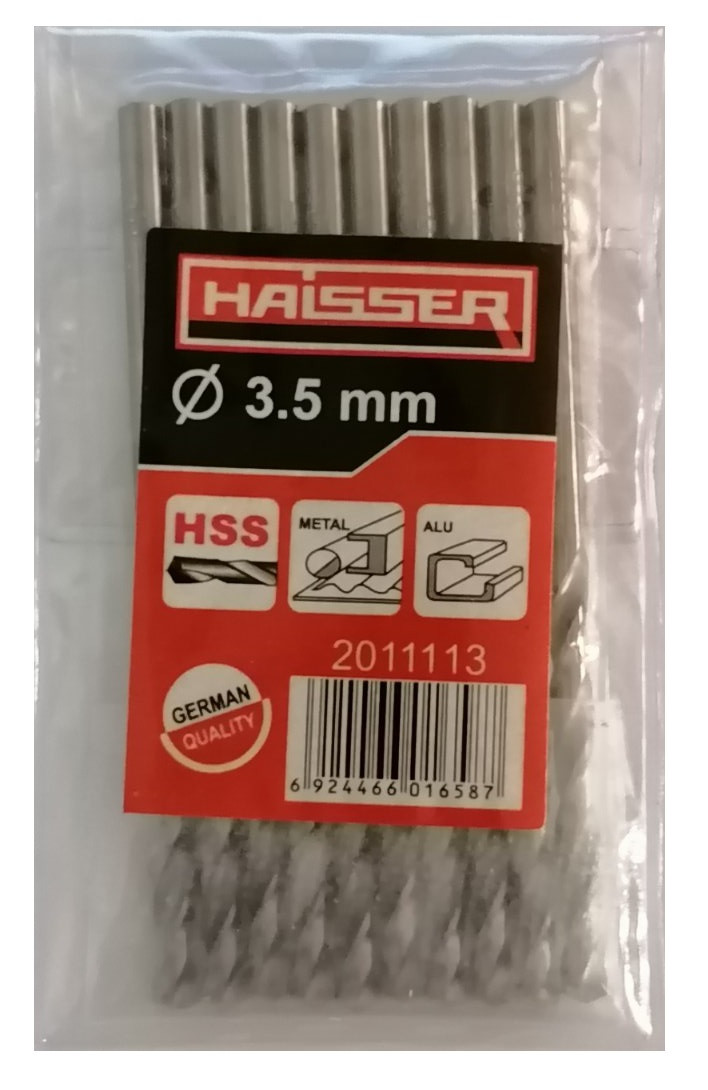 HAISSER
Ø 3.5 mm
HSS
METAL
ALU
2011113
GERMAN
QUALITY
6 924466 016587